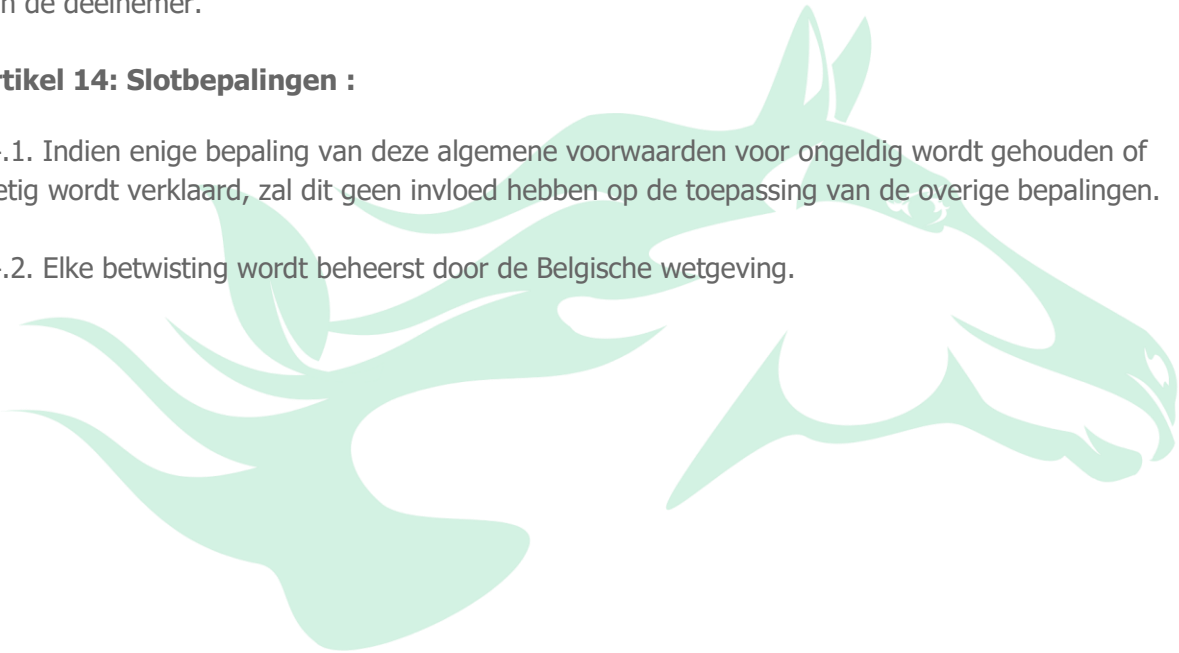 de deelnemer.
Artikel 14: Slotbepalingen :
.1. Indien enige bepaling van deze algemene voorwaarden voor ongeldig wordt gehouden of
wordt verklaard, zal dit geen invloed hebben op de toepassing van de overige bepalingen.
.2. Elke betwisting wordt beheerst door de Belgische wetgeving.